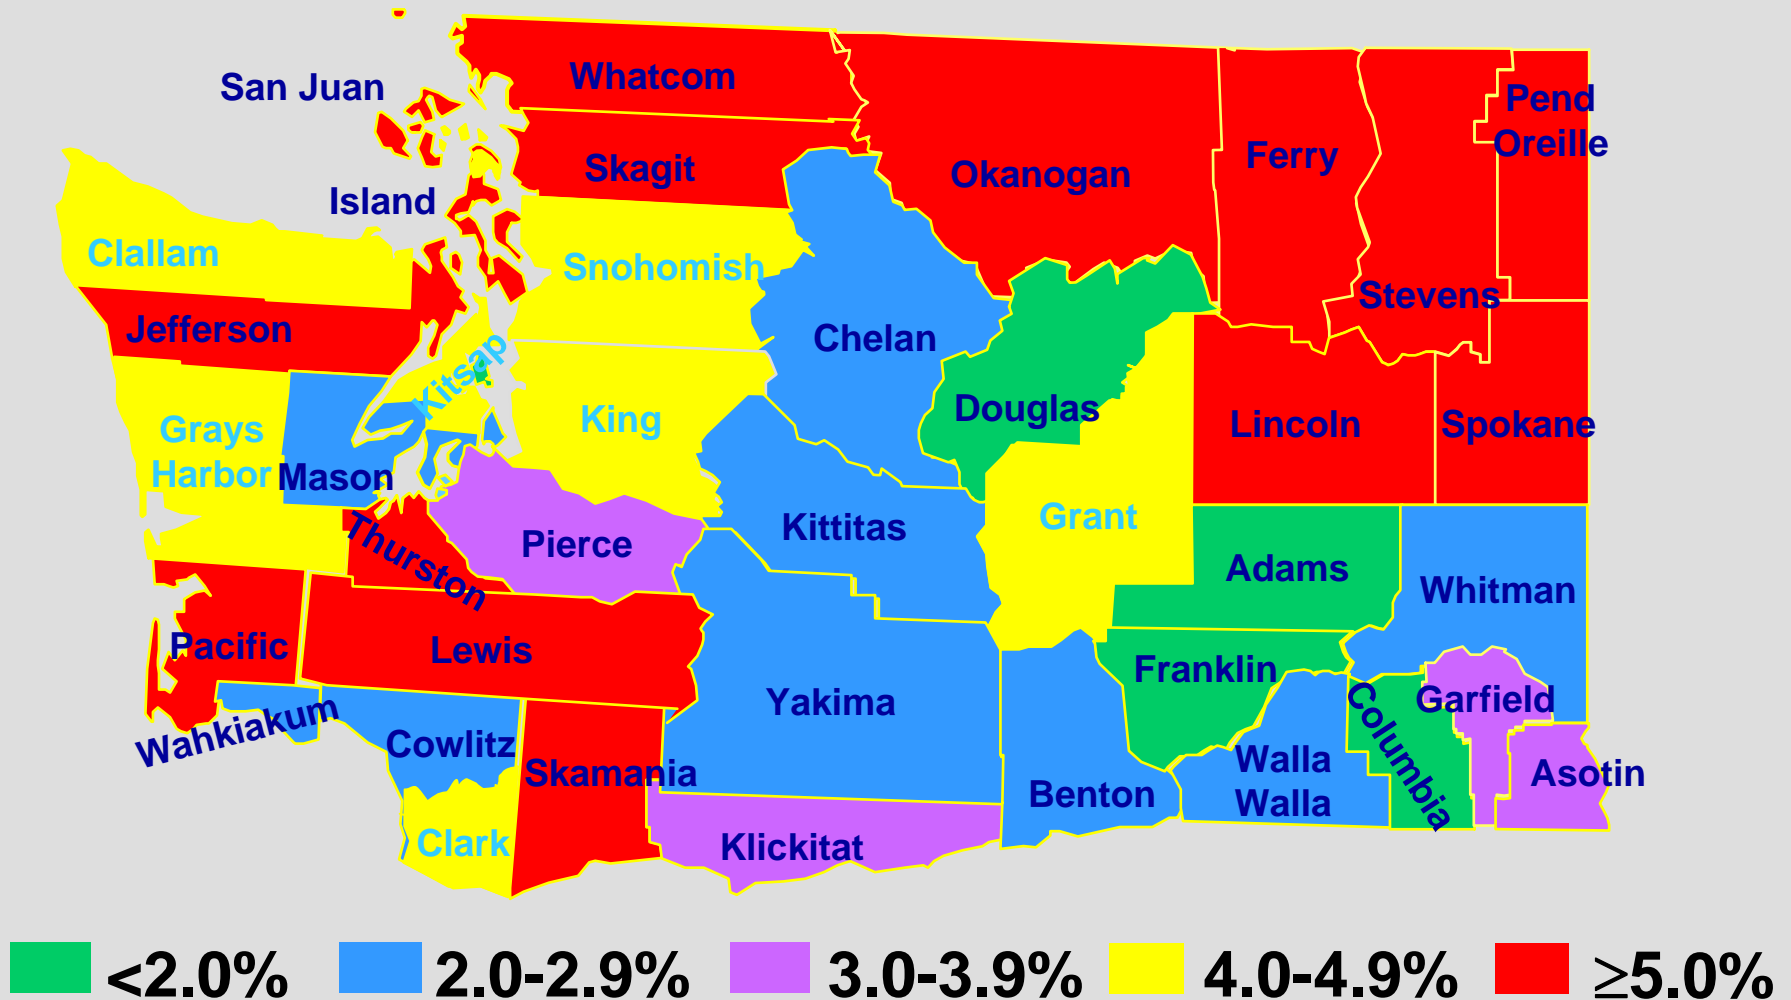 San Juan
Whatcom
Pend
Oreille
Skagit
Okanogan
Ferry
Island
Clallam
Snohomish
Stevens
Jefferson
Chelan
Kitsap
Douglas
King
Lincoln
Spokane
Grays
Harbor
Mason
Grant
Kittitas
Pierce
Thurston
Adams
Whitman
Pacific
Lewis
Franklin
Yakima
Garfield
Columbia
Wahkiakum
Cowlitz
Skamania
Walla
Walla
Asotin
Benton
Clark
Klickitat
<2.0%
2.0-2.9%
3.0-3.9%
4.0-4.9%
≥5.0%